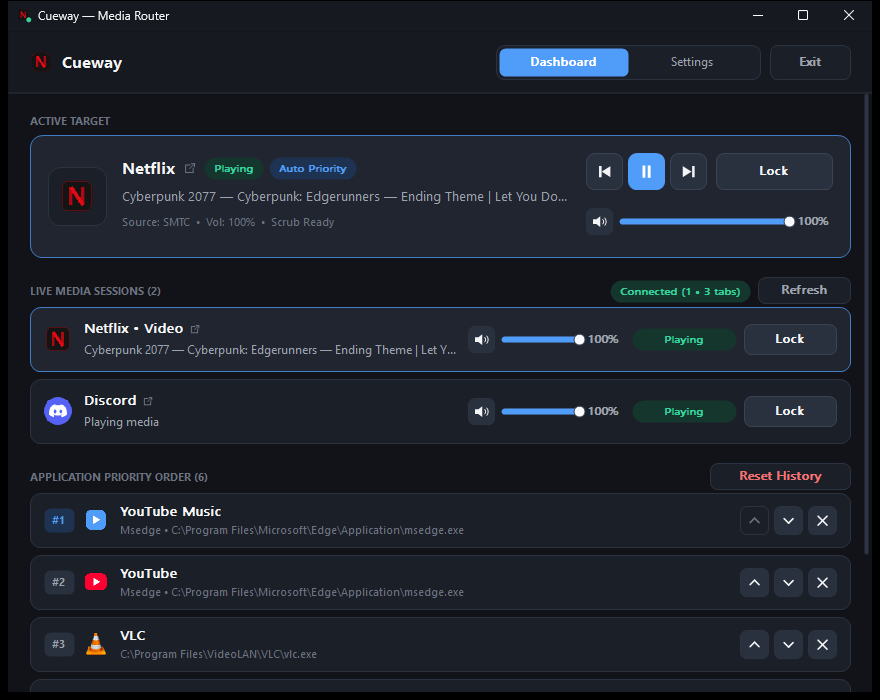 N Cueway — Media Router
N Cueway Dashboard Settings Exit
ACTIVE TARGET
N Netflix Playing Auto Priority Lock
Cyberpunk 2077 — Cyberpunk: Edgerunners — Ending Theme | Let You Do...
Source: SMTC • Vol: 100% • Scrub Ready 100%
LIVE MEDIA SESSIONS (2) Connected (1 • 3 tabs) Refresh
N Netflix • Video 100% Playing Lock
Cyberpunk 2077 — Cyberpunk: Edgerunners — Ending Theme | Let Y...
Discord 100% Playing Lock
Playing media
APPLICATION PRIORITY ORDER (6) Reset History
#1 YouTube Music
Msedge • C:\Program Files\Microsoft\Edge\Application\msedge.exe
#2 YouTube
Msedge • C:\Program Files\Microsoft\Edge\Application\msedge.exe
#3 VLC
C:\Program Files\VideoLAN\VLC\vlc.exe